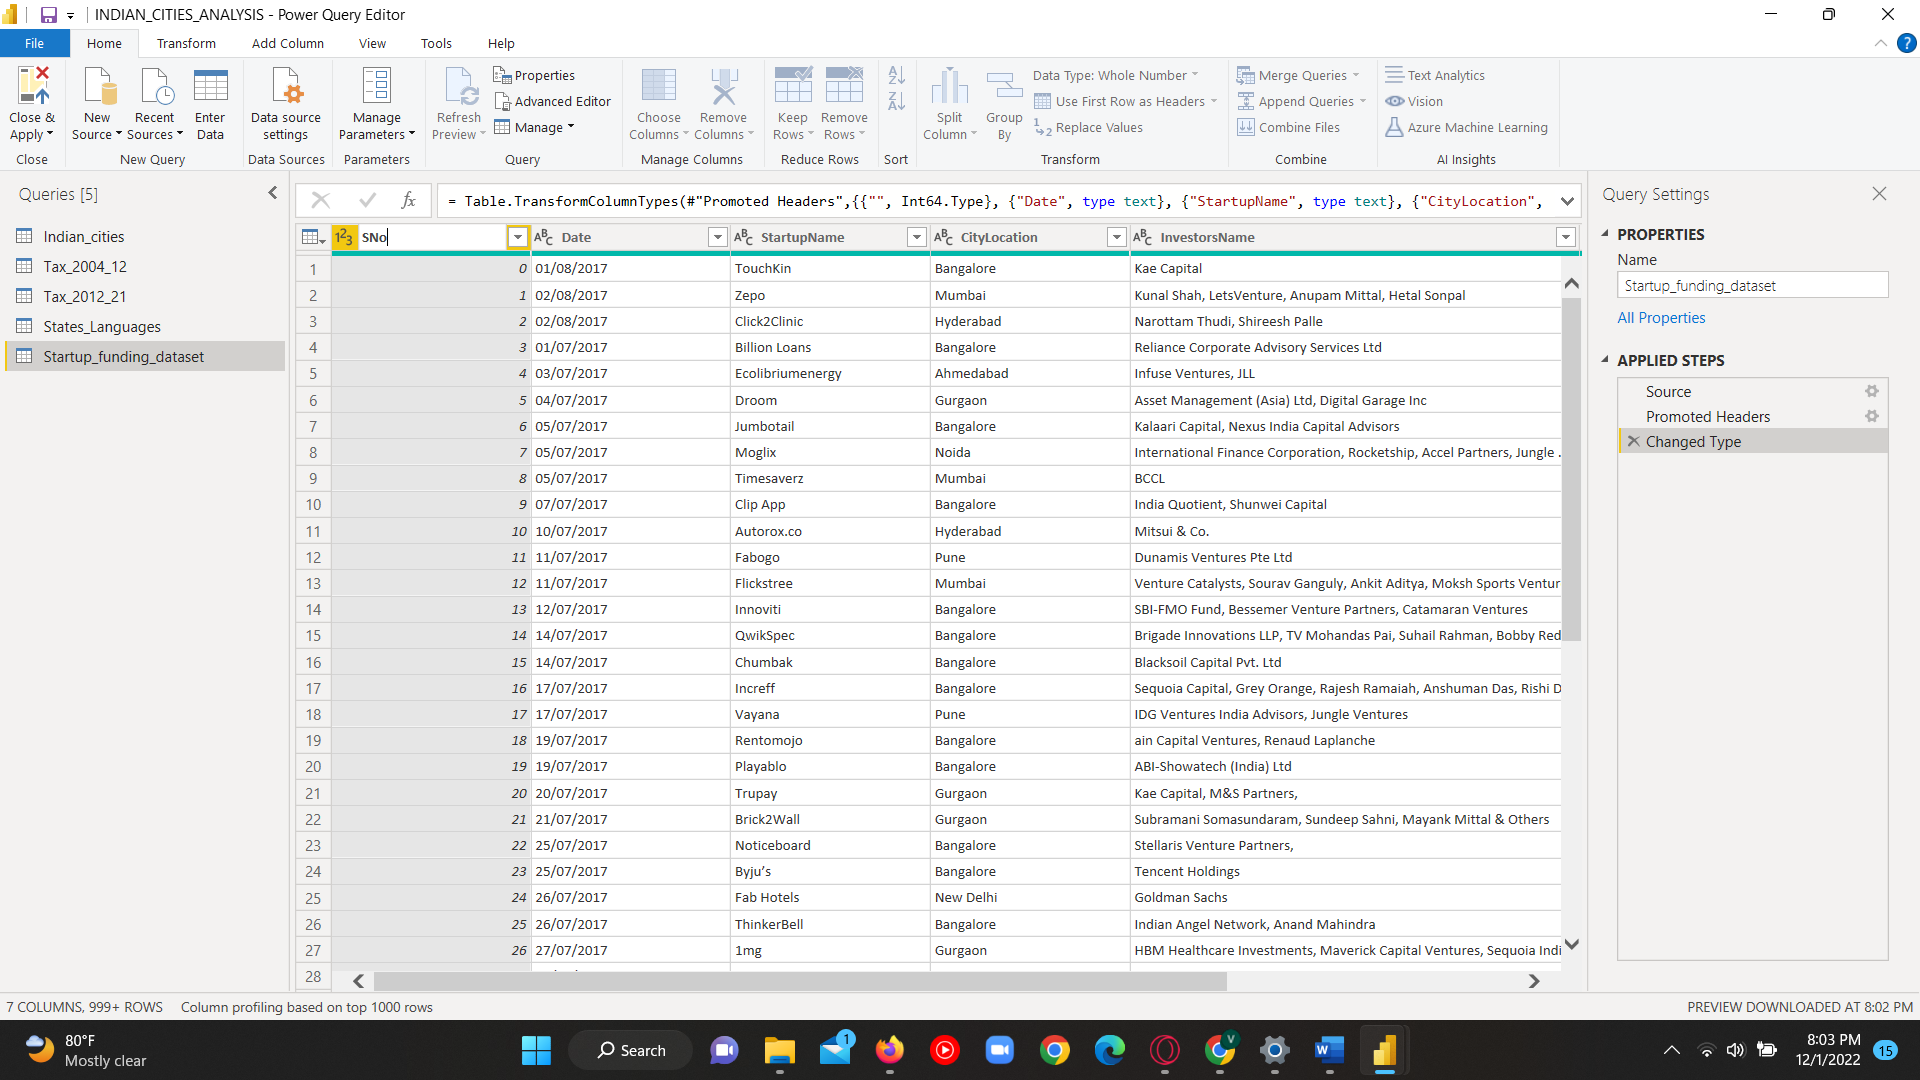 INDIAN_CITIES_ANALYSIS - Power Query Editor
File Home Transform Add Column View Tools Help
Close & Apply
Close
New Source
Recent Sources
Enter Data
New Query
Data source settings
Data Sources
Manage Parameters
Parameters
Refresh Preview
Properties
Advanced Editor
Manage
Query
Choose Columns
Remove Columns
Manage Columns
Keep Rows
Remove Rows
Reduce Rows
Sort
Split Column
Group By
Data Type: Whole Number
Use First Row as Headers
Replace Values
Transform
Merge Queries
Append Queries
Combine Files
Combine
Text Analytics
Vision
Azure Machine Learning
AI Insights
Queries [5]
Indian_cities
Tax_2004_12
Tax_2012_21
States_Languages
Startup_funding_dataset
fx = Table.TransformColumnTypes(#"Promoted Headers",{{"", Int64.Type}, {"Date", type text}, {"StartupName", type text}, {"CityLocation",
SNo Date StartupName CityLocation InvestorsName
1 0 01/08/2017 TouchKin Bangalore Kae Capital
2 1 02/08/2017 Zepo Mumbai Kunal Shah, LetsVenture, Anupam Mittal, Hetal Sonpal
3 2 02/08/2017 Click2Clinic Hyderabad Narottam Thudi, Shireesh Palle
4 3 01/07/2017 Billion Loans Bangalore Reliance Corporate Advisory Services Ltd
5 4 03/07/2017 Ecolibriumenergy Ahmedabad Infuse Ventures, JLL
6 5 04/07/2017 Droom Gurgaon Asset Management (Asia) Ltd, Digital Garage Inc
7 6 05/07/2017 Jumbotail Bangalore Kalaari Capital, Nexus India Capital Advisors
8 7 05/07/2017 Moglix Noida International Finance Corporation, Rocketship, Accel Partners, Jungle .
9 8 05/07/2017 Timesaverz Mumbai BCCL
10 9 07/07/2017 Clip App Bangalore India Quotient, Shunwei Capital
11 10 10/07/2017 Autorox.co Hyderabad Mitsui & Co.
12 11 11/07/2017 Fabogo Pune Dunamis Ventures Pte Ltd
13 12 11/07/2017 Flickstree Mumbai Venture Catalysts, Sourav Ganguly, Ankit Aditya, Moksh Sports Ventur
14 13 12/07/2017 Innoviti Bangalore SBI-FMO Fund, Bessemer Venture Partners, Catamaran Ventures
15 14 14/07/2017 QwikSpec Bangalore Brigade Innovations LLP, TV Mohandas Pai, Suhail Rahman, Bobby Red
16 15 14/07/2017 Chumbak Bangalore Blacksoil Capital Pvt. Ltd
17 16 17/07/2017 Increff Bangalore Sequoia Capital, Grey Orange, Rajesh Ramaiah, Anshuman Das, Rishi D
18 17 17/07/2017 Vayana Pune IDG Ventures India Advisors, Jungle Ventures
19 18 19/07/2017 Rentomojo Bangalore ain Capital Ventures, Renaud Laplanche
20 19 19/07/2017 Playablo Bangalore ABI-Showatech (India) Ltd
21 20 20/07/2017 Trupay Gurgaon Kae Capital, M&S Partners,
22 21 21/07/2017 Brick2Wall Gurgaon Subramani Somasundaram, Sundeep Sahni, Mayank Mittal & Others
23 22 25/07/2017 Noticeboard Bangalore Stellaris Venture Partners,
24 23 25/07/2017 Byju’s Bangalore Tencent Holdings
25 24 26/07/2017 Fab Hotels New Delhi Goldman Sachs
26 25 26/07/2017 ThinkerBell Bangalore Indian Angel Network, Anand Mahindra
27 26 27/07/2017 1mg Gurgaon HBM Healthcare Investments, Maverick Capital Ventures, Sequoia Indi
28
Query Settings
PROPERTIES
Name
Startup_funding_dataset
All Properties
APPLIED STEPS
Source
Promoted Headers
Changed Type
7 COLUMNS, 999+ ROWS Column profiling based on top 1000 rows PREVIEW DOWNLOADED AT 8:02 PM
80°F
Mostly clear
Search
1
V
8:03 PM
12/1/2022
15